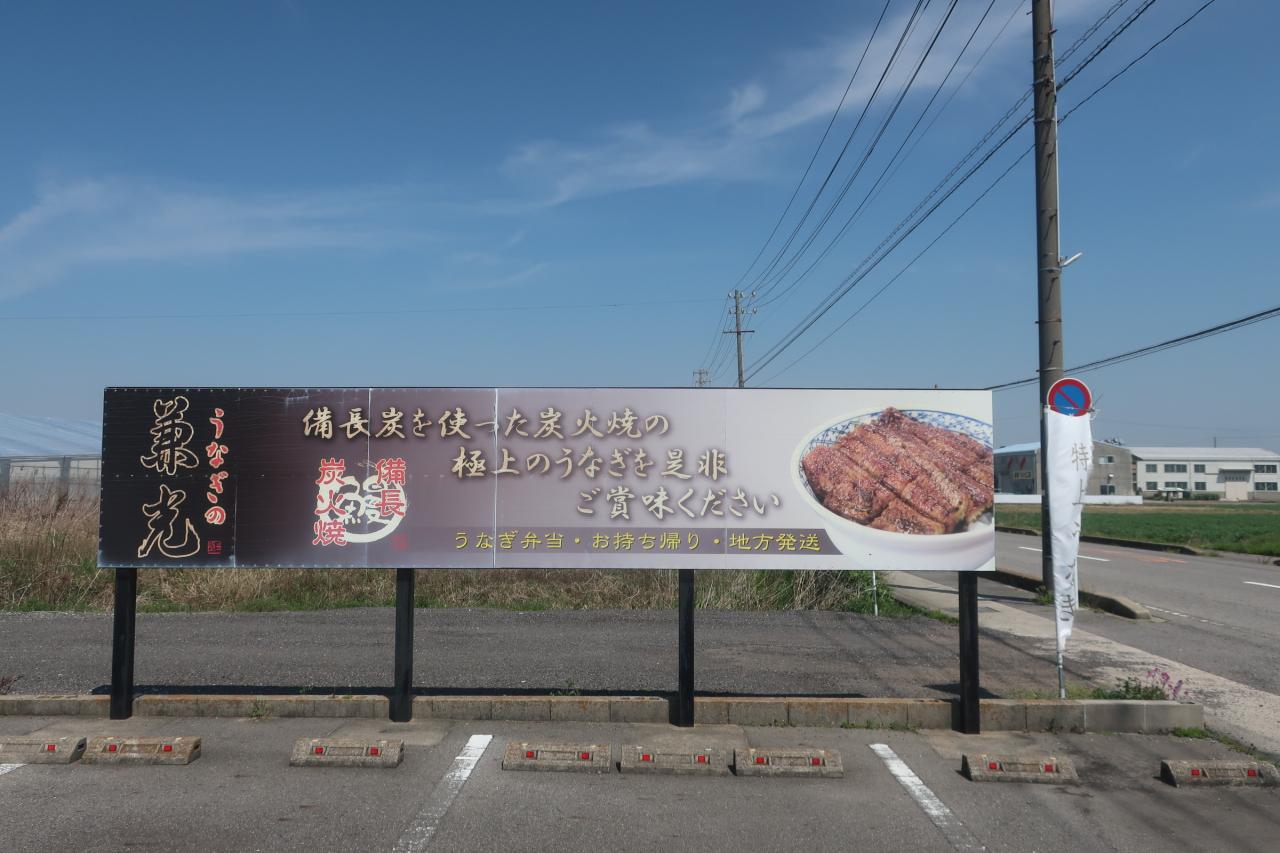 うなぎの
兼光
備長炭を使った炭火焼の
極上のうなぎを是非
ご賞味ください
備長
炭火焼
うなぎ弁当・お持ち帰り・地方発送
特